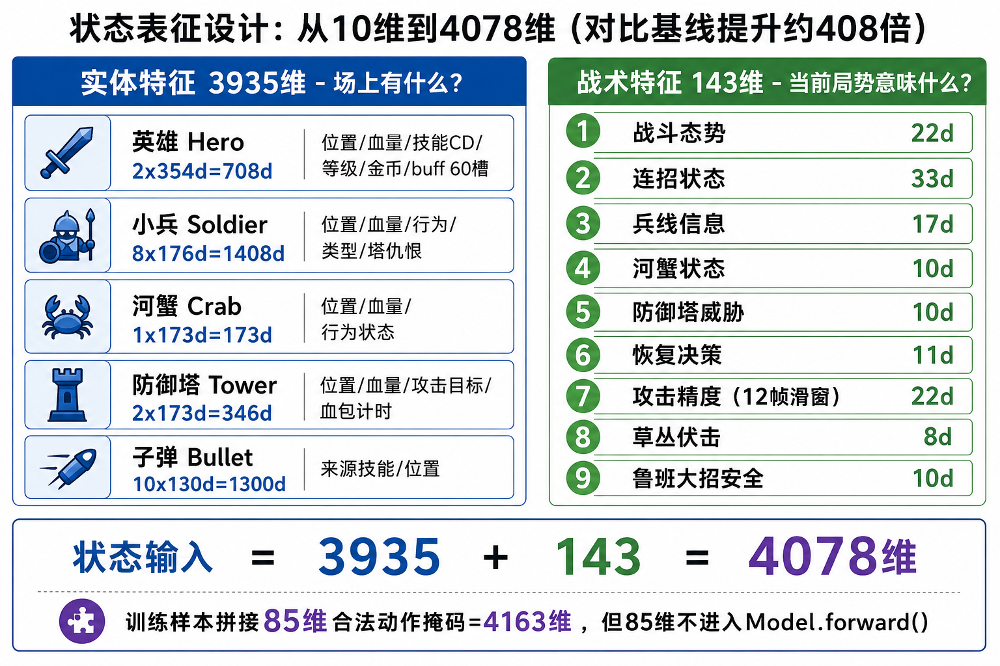 状态表征设计：从10维到4078维（对比基线提升约408倍）
实体特征 3935维 - 场上有什么？
英雄 Hero
2x354d=708d
位置/血量/技能CD/
等级/金币/buff 60槽
小兵 Soldier
8x176d=1408d
位置/血量/行为/
类型/塔仇恨
河蟹 Crab
1x173d=173d
位置/血量/
行为状态
防御塔 Tower
2x173d=346d
位置/血量/攻击目标/
血包计时
子弹 Bullet
10x130d=1300d
来源技能/位置
战术特征 143维 - 当前局势意味什么？
1 战斗态势 22d
2 连招状态 33d
3 兵线信息 17d
4 河蟹状态 10d
5 防御塔威胁 10d
6 恢复决策 11d
7 攻击精度（12帧滑窗） 22d
8 草丛伏击 8d
9 鲁班大招安全 10d
状态输入 = 3935 + 143 = 4078维
训练样本拼接85维合法动作掩码=4163维，但85维不进入Model.forward()